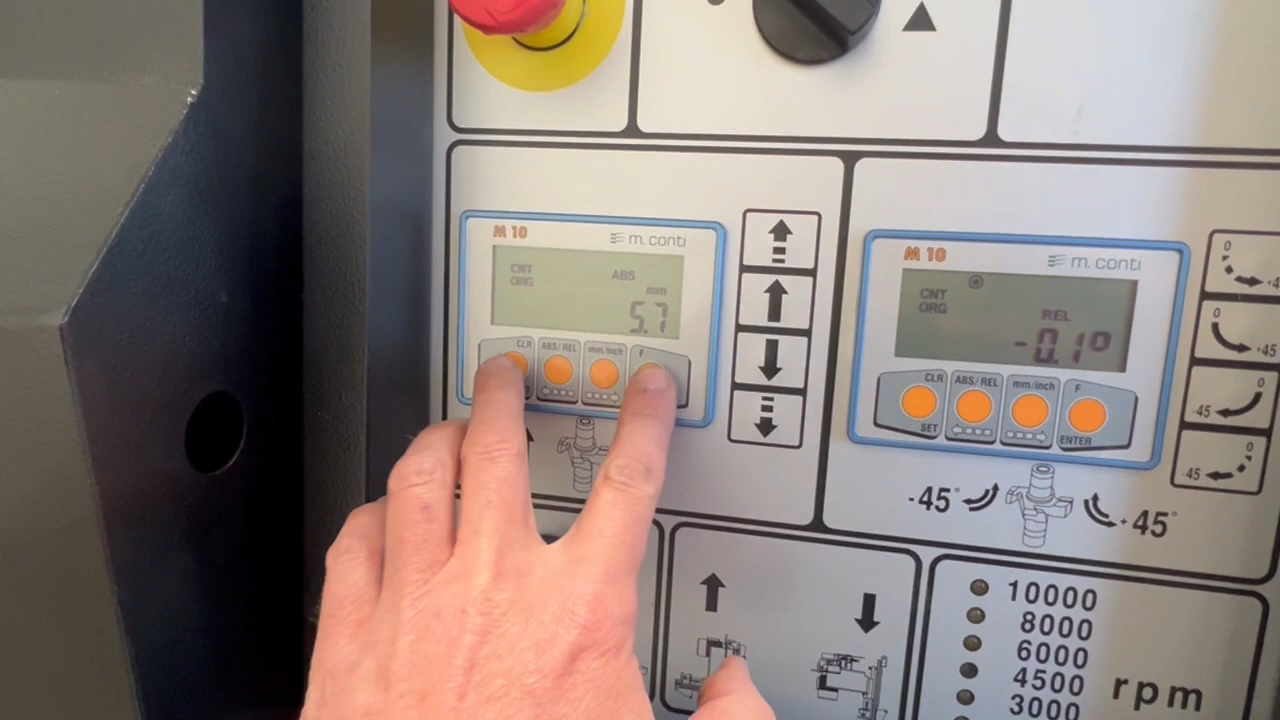 M 10
m. conti
CNT
ABS
ORG
mm
5.7
CLR
ABS/REL
mm/inch
F
M 10
m. conti
CNT
ORG
REL
-0.1°
CLR
ABS/REL
mm/inch
F
SET
ENTER
0
0
+45
0
-45
0
-45
-45°
+45°
10000
8000
6000
4500
3000
rpm